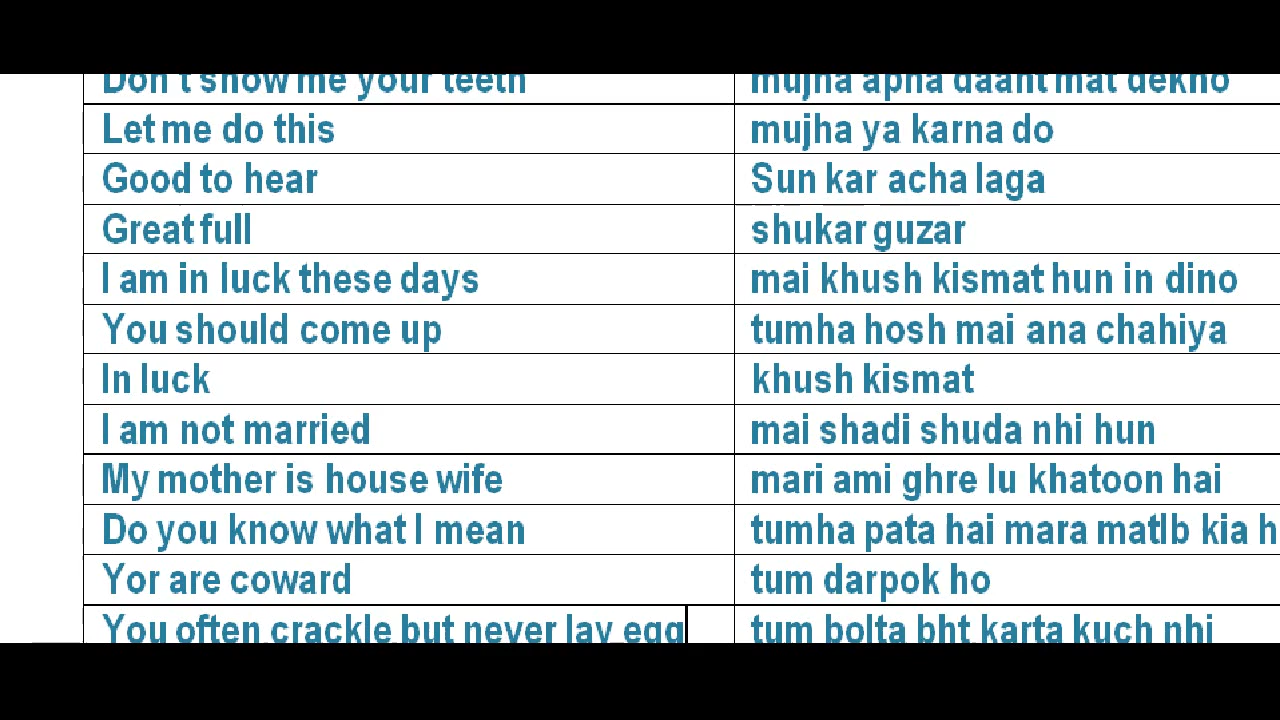 Don't show me your teeth mujha apna daant mat dekho
Let me do this mujha ya karna do
Good to hear Sun kar acha laga
Great full shukar guzar
I am in luck these days mai khush kismat hun in dino
You should come up tumha hosh mai ana chahiya
In luck khush kismat
I am not married mai shadi shuda nhi hun
My mother is house wife mari ami ghre lu khatoon hai
Do you know what I mean tumha pata hai mara matlb kia h
Yor are coward tum darpok ho
You often crackle but never lay egg tum bolta bht karta kuch nhi